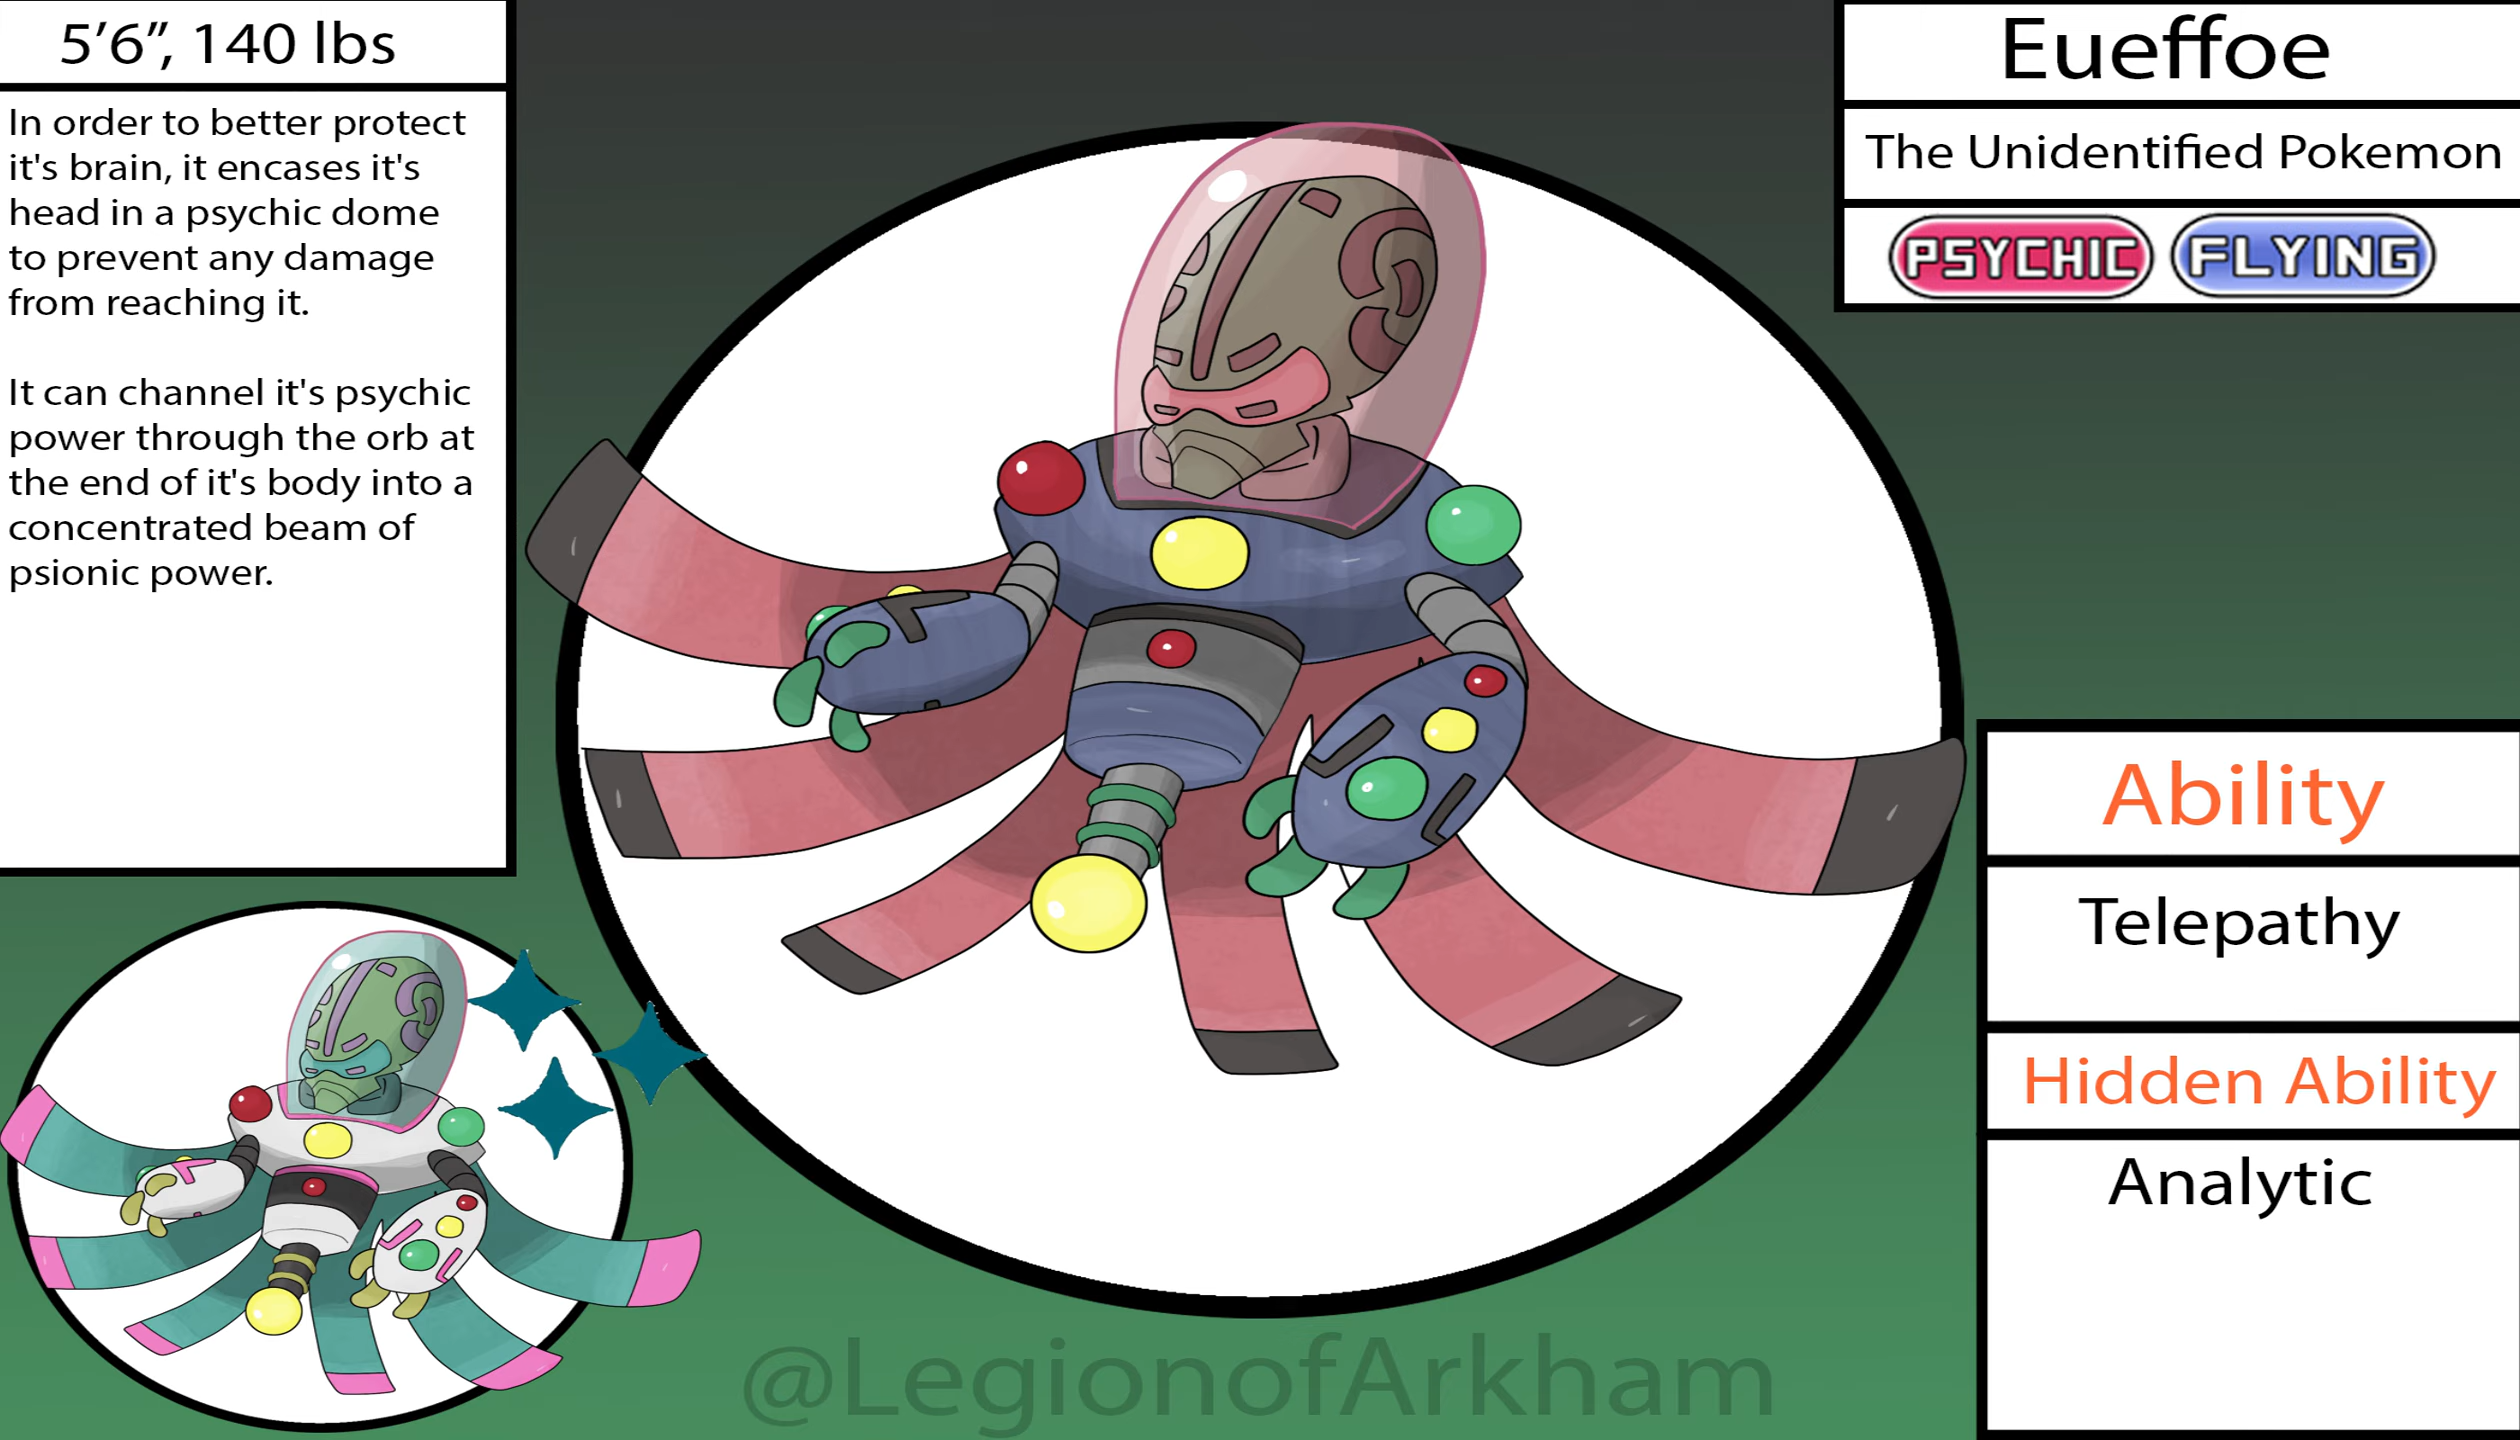 5’6”, 140 lbs
In order to better protect
it's brain, it encases it's
head in a psychic dome
to prevent any damage
from reaching it.
It can channel it's psychic
power through the orb at
the end of it's body into a
concentrated beam of
psionic power.
Eueffoe
The Unidentified Pokemon
PSYCHIC FLYING
Ability
Telepathy
Hidden Ability
Analytic
@LegionofArkham